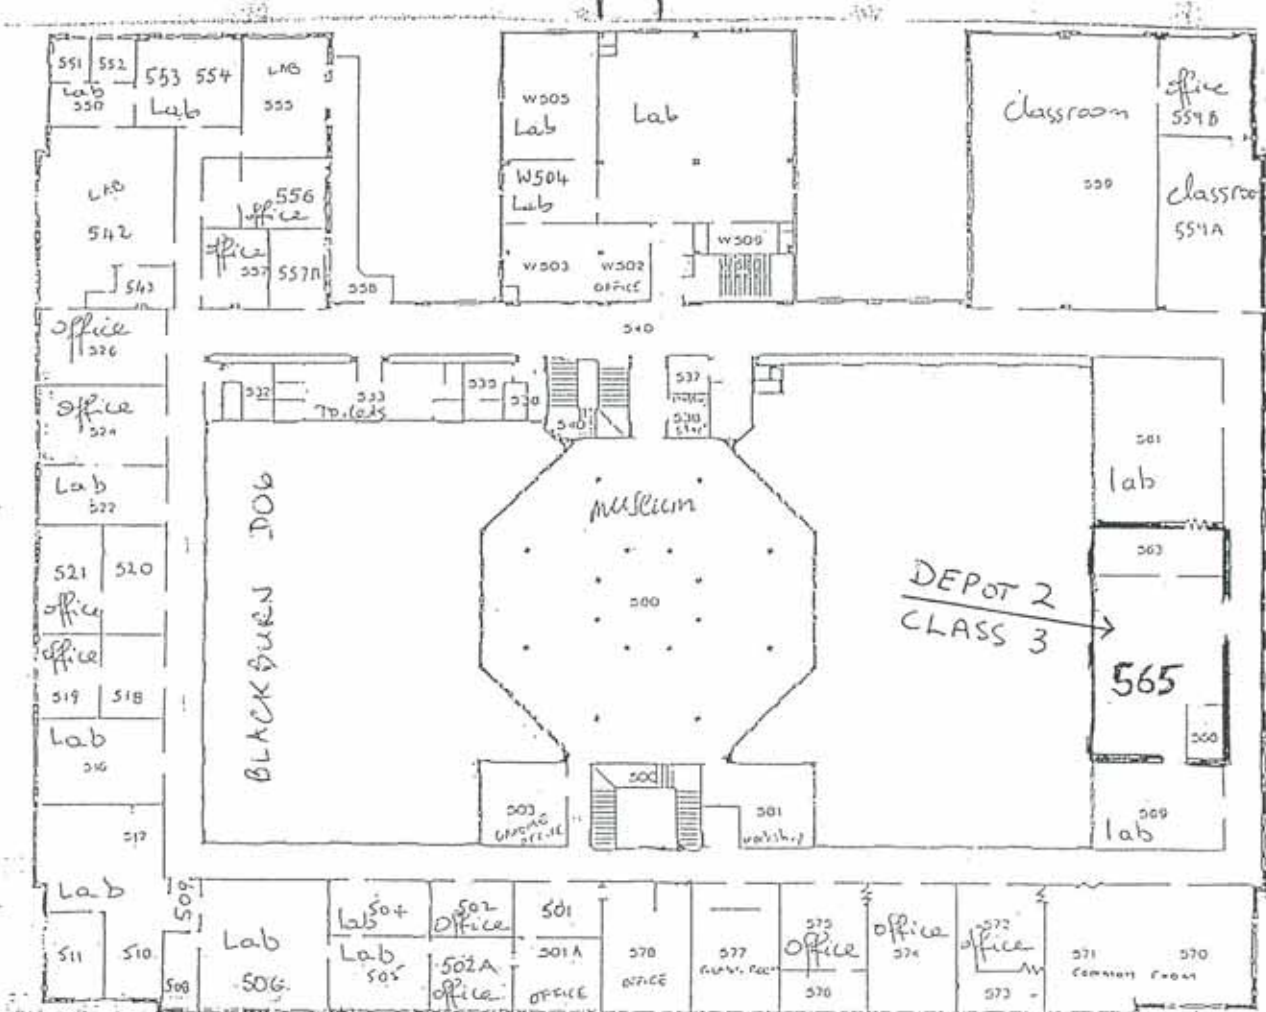 551 552
Lab
550
553 554
Lab
LAB
555
LAB
542
543
556
office
office
557
558
W505
Lab
Lab
W504
Lab
W503
W502
OFFICE
W509
Classroom
559
office
559B
classroo
559A
540
office
526
office
524
Lab
522
521
520
office
office
519
518
Lab
516
517
Lab
511
510
509
508
532
533
Toilets
535
537
BLACKBURN DOG
museum
500
DEPOT 2
CLASS 3
561
lab
563
565
569
lab
503
OFFICE
500
501
workshop
Lab
506
504
Lab
Lab
505
502
office
502A
office
501
501A
OFFICE
578
OFFICE
577
575
office
576
office
574
572
office
573
571
570
common room